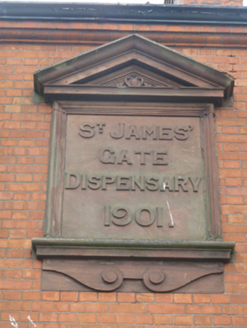 ST JAMES'
GATE
DISPENSARY
1901